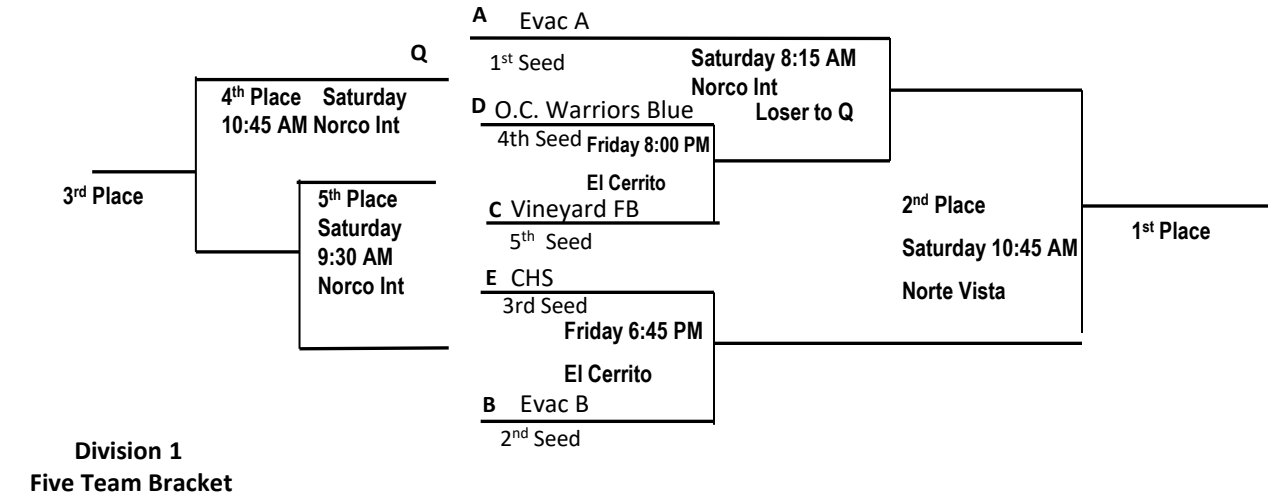 A Evac A
Q
1st Seed
Saturday 8:15 AM
Norco Int
Loser to Q
4th Place Saturday
10:45 AM Norco Int
D O.C. Warriors Blue
4th Seed Friday 8:00 PM
El Cerrito
3rd Place
5th Place
Saturday
9:30 AM
Norco Int
C Vineyard FB
5th Seed
2nd Place
Saturday 10:45 AM
Norte Vista
1st Place
E CHS
3rd Seed
Friday 6:45 PM
El Cerrito
B Evac B
2nd Seed
Division 1
Five Team Bracket